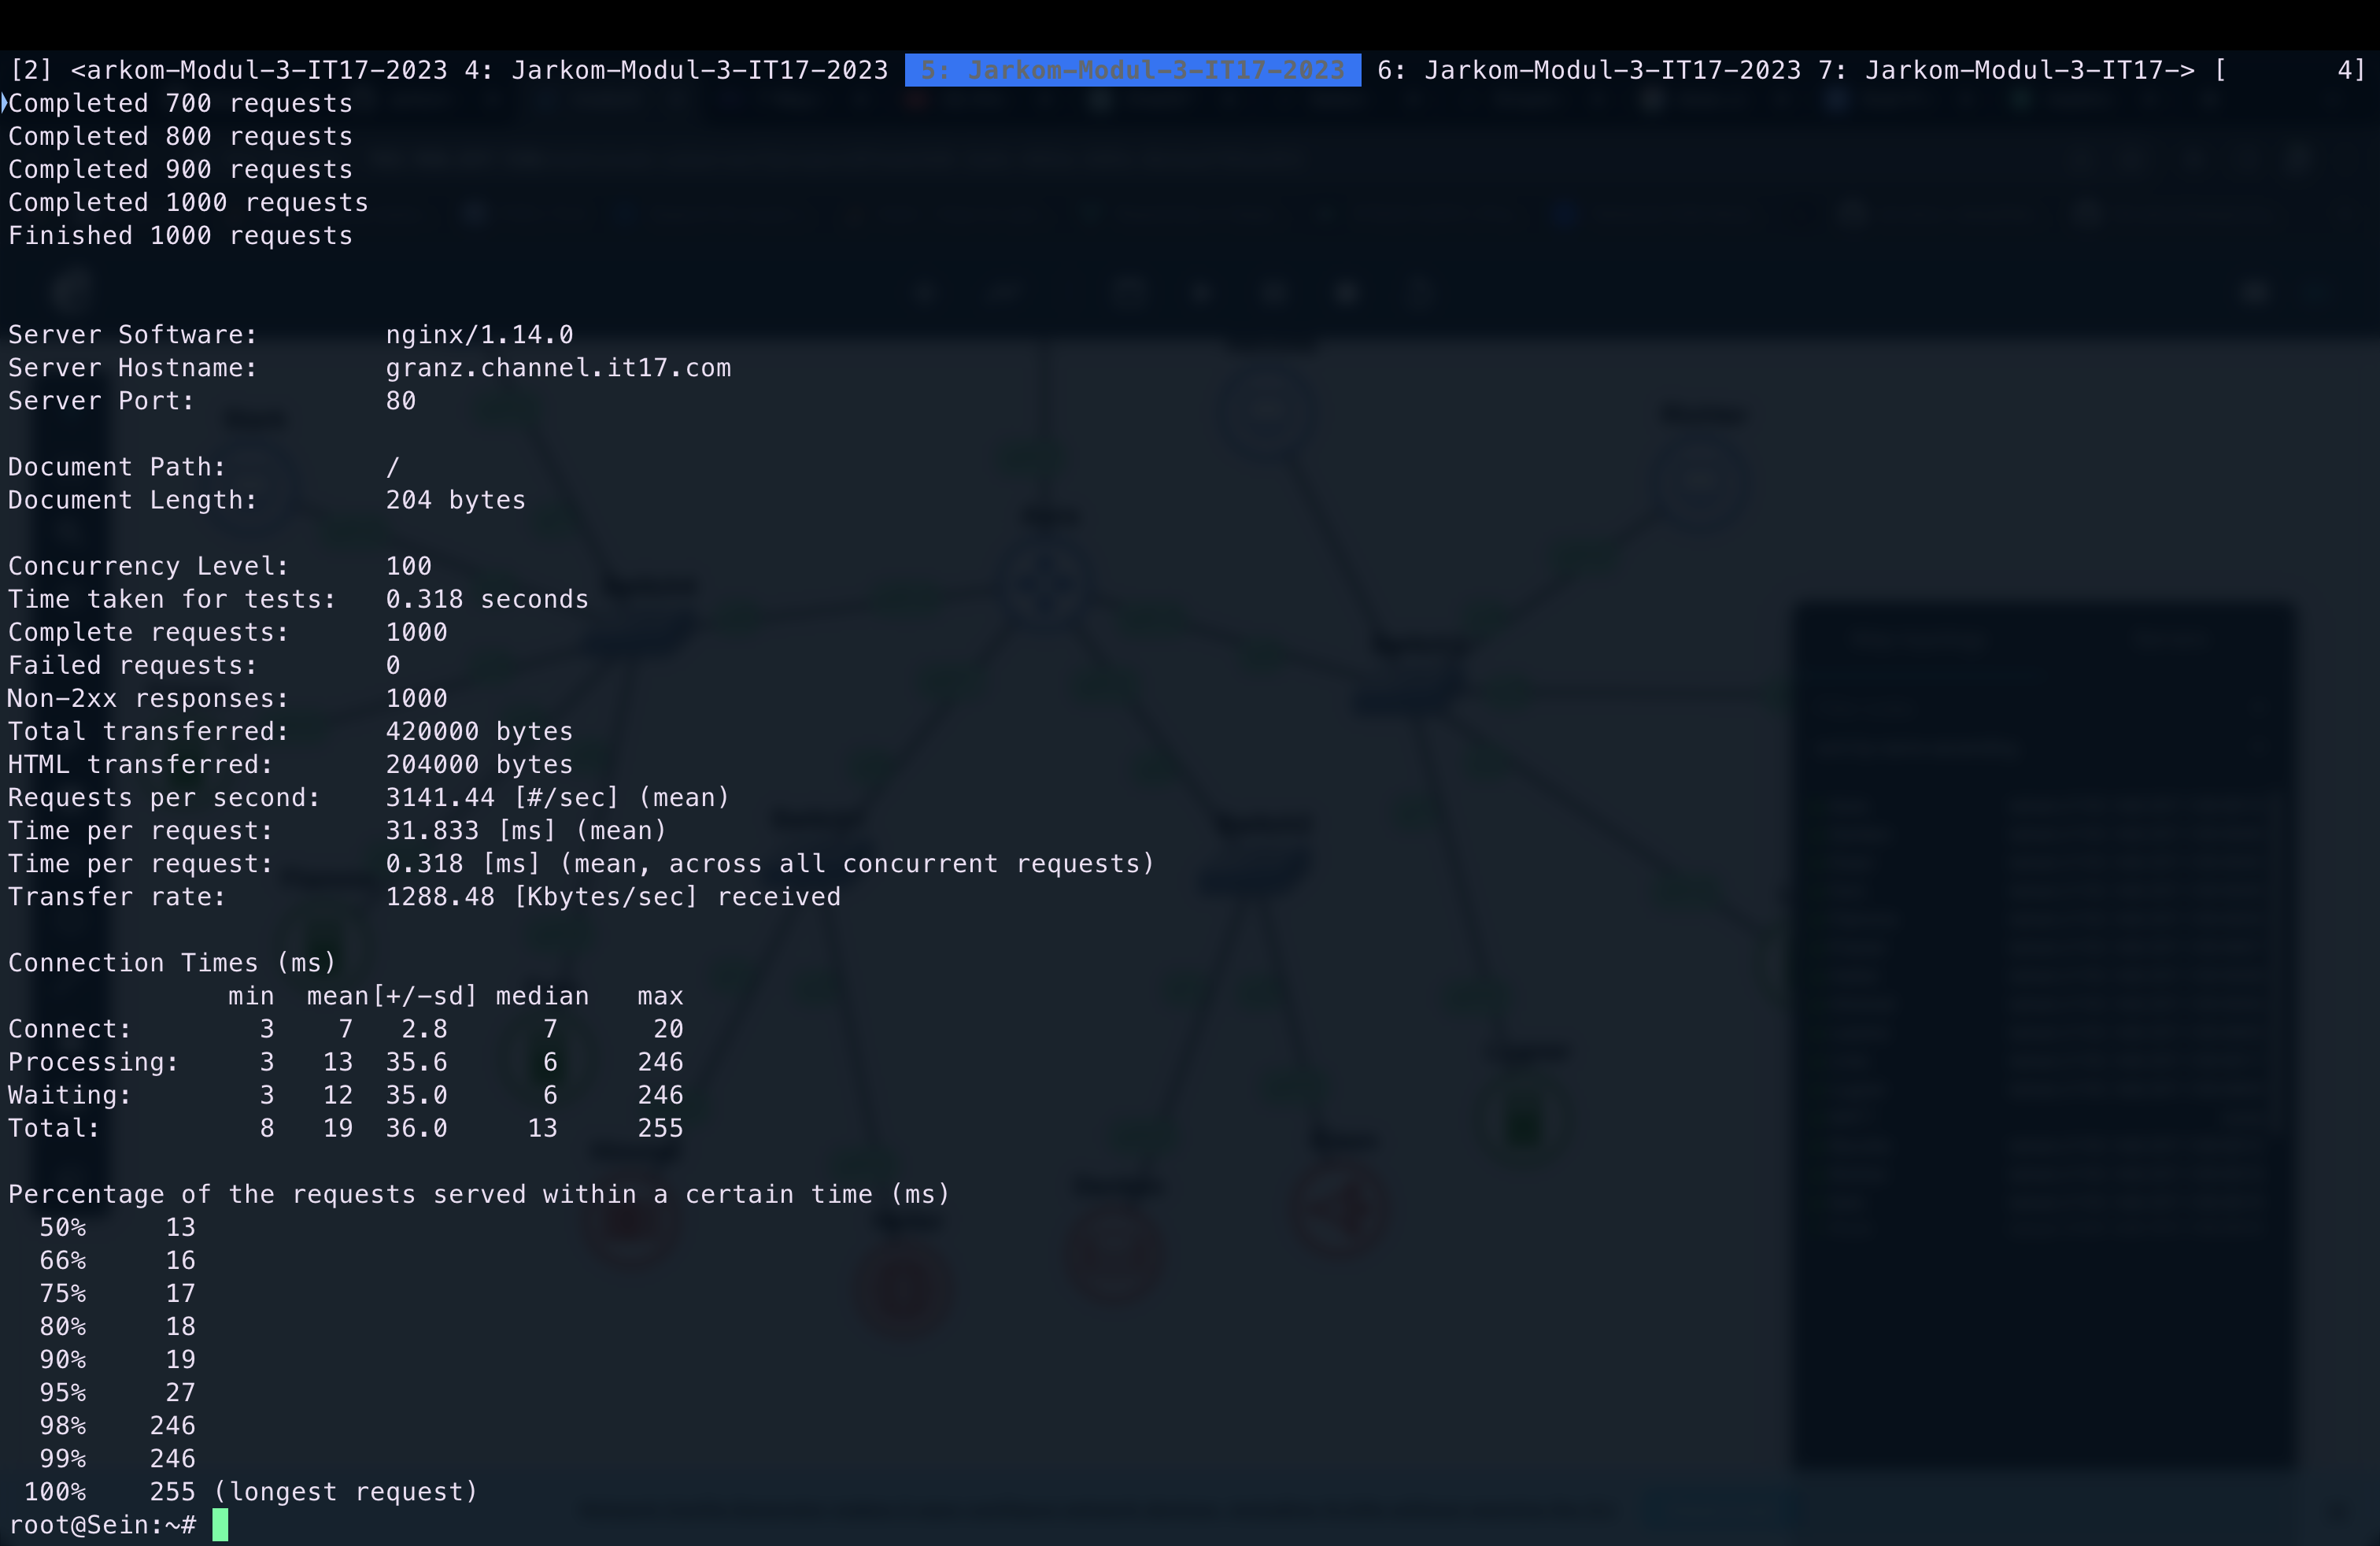 [2] <arkom-Modul-3-IT17-2023 4: Jarkom-Modul-3-IT17-2023 5: Jarkom-Modul-3-IT17-2023 6: Jarkom-Modul-3-IT17-2023 7: Jarkom-Modul-3-IT17-> [ 4]
Completed 700 requests
Completed 800 requests
Completed 900 requests
Completed 1000 requests
Finished 1000 requests
Server Software: nginx/1.14.0
Server Hostname: granz.channel.it17.com
Server Port: 80
Document Path: /
Document Length: 204 bytes
Concurrency Level: 100
Time taken for tests: 0.318 seconds
Complete requests: 1000
Failed requests: 0
Non-2xx responses: 1000
Total transferred: 420000 bytes
HTML transferred: 204000 bytes
Requests per second: 3141.44 [#/sec] (mean)
Time per request: 31.833 [ms] (mean)
Time per request: 0.318 [ms] (mean, across all concurrent requests)
Transfer rate: 1288.48 [Kbytes/sec] received
Connection Times (ms)
min mean[+/-sd] median max
Connect: 3 7 2.8 7 20
Processing: 3 13 35.6 6 246
Waiting: 3 12 35.0 6 246
Total: 8 19 36.0 13 255
Percentage of the requests served within a certain time (ms)
50% 13
66% 16
75% 17
80% 18
90% 19
95% 27
98% 246
99% 246
100% 255 (longest request)
root@Sein:~#